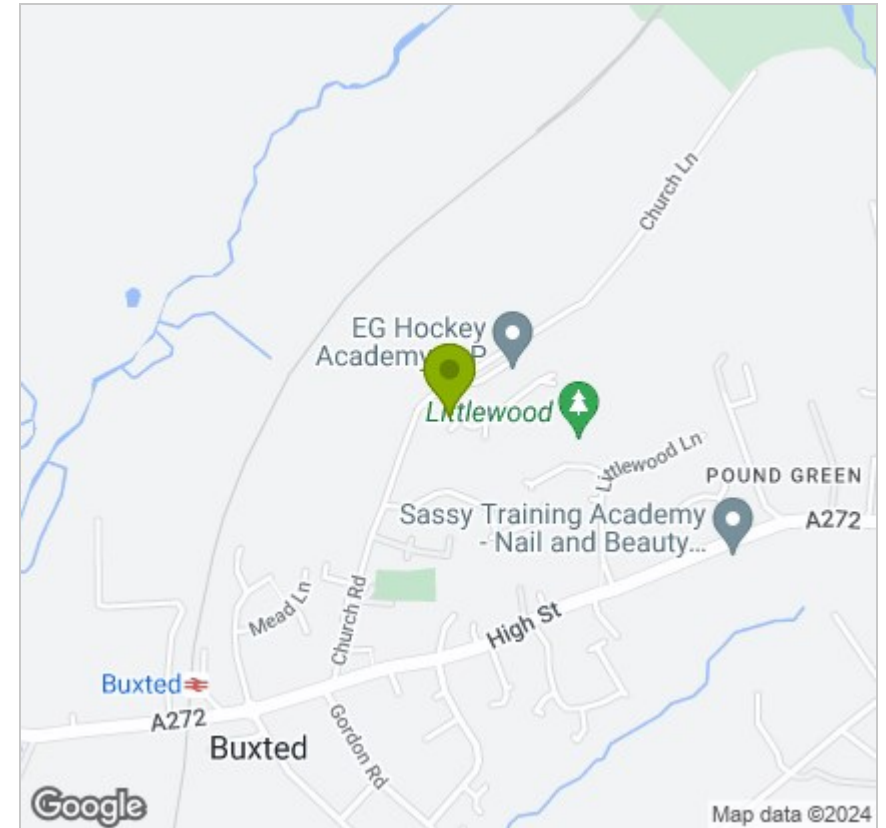 Church Ln
EG Hockey
Academy
P
Littlewood
Littlewood Ln
POUND GREEN
Sassy Training Academy
- Nail and Beauty...
A272
Mead Ln
Church Rd
High St
Buxted
A272
Buxted
Gordon Rd
Google
Map data ©2024